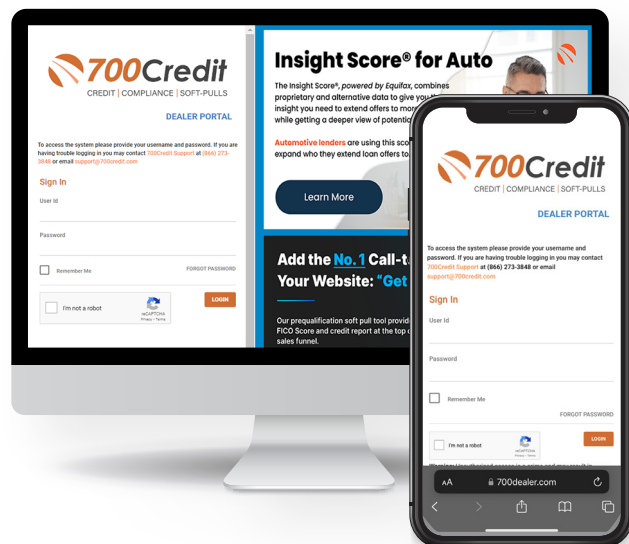 700Credit
CREDIT | COMPLIANCE | SOFT-PULLS
DEALER PORTAL
To access the system please provide your username and password. If you are
having trouble logging in you may contact 700Credit Support at (866) 273-
3848 or email support@700credit.com
Sign In
User Id
Password
Remember Me
FORGOT PASSWORD
I'm not a robot
reCAPTCHA
Privacy - Terms
LOGIN
Insight Score® for Auto
The Insight Score®, powered by Equifax, combines
proprietary and alternative data to give you
insight you need to extend offers to more
while getting a deeper view of
Automotive lenders are using this
expand who they extend loan offers to
Learn More
Add the No. 1
Your Website: "Get
Our prequalification soft pull tool
FICO Score and credit report at the top
sales funnel.
700Credit
CREDIT | COMPLIANCE | SOFT-PULLS
DEALER PORTAL
To access the system please provide your username and
password. If you are having trouble logging in you may contact
700Credit Support at (866) 273-3848 or email
support@700credit.com
Sign In
User Id
Password
Remember Me
FORGOT PASSWORD
I'm not a robot
reCAPTCHA
Privacy - Terms
LOGIN
AA
700dealer.com